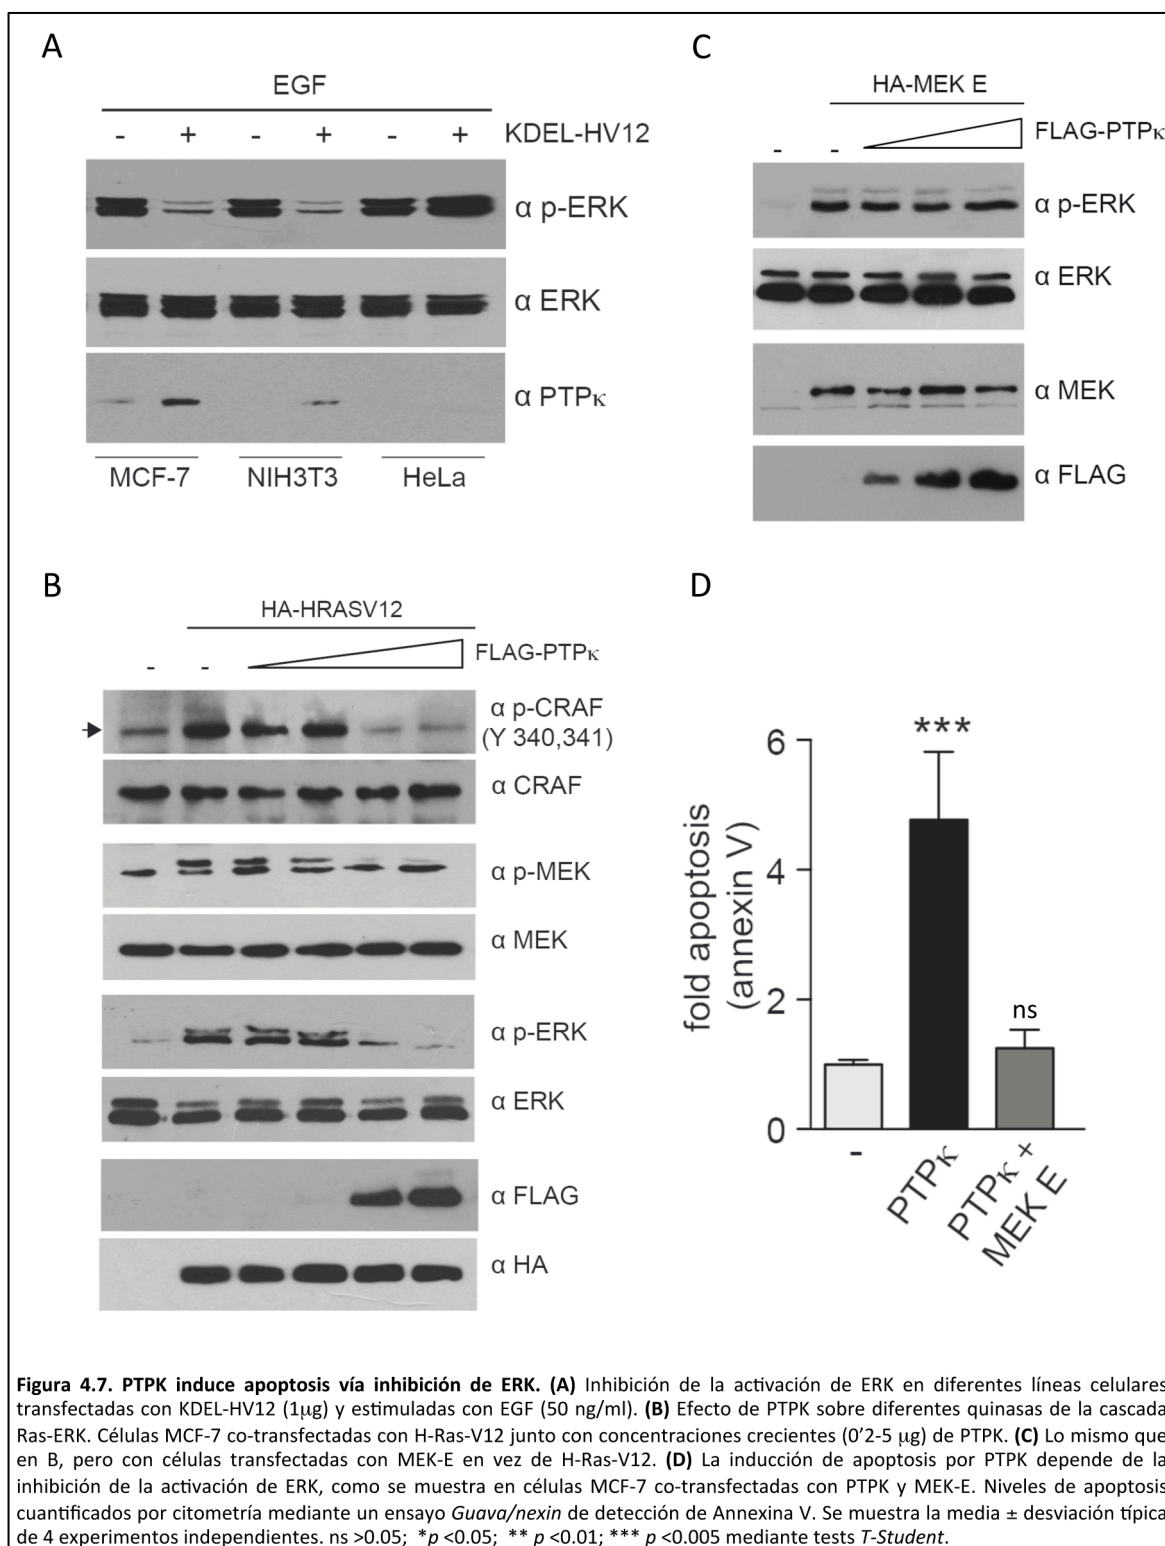 A
EGF
- + - + - + KDEL-HV12
α p-ERK
α ERK
α PTPκ
MCF-7 NIH3T3 HeLa
C
HA-MEK E
- - FLAG-PTPκ
α p-ERK
α ERK
α MEK
α FLAG
B
HA-HRASV12
- - FLAG-PTPκ
α p-CRAF
(Y 340,341)
α CRAF
α p-MEK
α MEK
α p-ERK
α ERK
α FLAG
α HA
D
fold apoptosis
(annexin V)
6
4
2
0
***
ns
-
PTPκ
PTPκ +
MEK E
Figura 4.7. PTPK induce apoptosis vía inhibición de ERK. (A) Inhibición de la activación de ERK en diferentes líneas celulares
transfectadas con KDEL-HV12 (1μg) y estimuladas con EGF (50 ng/ml). (B) Efecto de PTPK sobre diferentes quinasas de la cascada
Ras-ERK. Células MCF-7 co-transfectadas con H-Ras-V12 junto con concentraciones crecientes (0'2-5 μg) de PTPK. (C) Lo mismo que
en B, pero con células transfectadas con MEK-E en vez de H-Ras-V12. (D) La inducción de apoptosis por PTPK depende de la
inhibición de la activación de ERK, como se muestra en células MCF-7 co-transfectadas con PTPK y MEK-E. Niveles de apoptosis
cuantificados por citometría mediante un ensayo Guava/nexin de detección de Annexina V. Se muestra la media ± desviación típica
de 4 experimentos independientes. ns >0.05; *p <0.05; ** p <0.01; *** p <0.005 mediante tests T-Student.